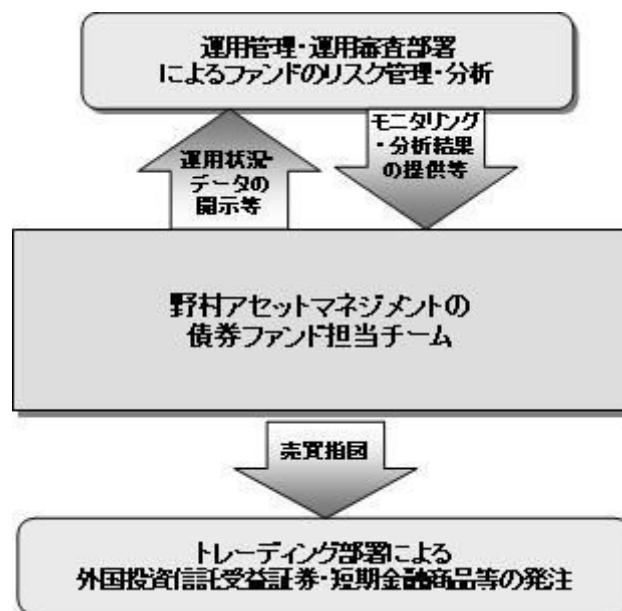 運用管理・運用審査部署
によるファンドのリスク管理・分析
運用状況・
データの
開示等
モニタリング
・分析結果
の提供等
野村アセットマネジメントの
債券ファンド担当チーム
売買指図
トレーディング部署による
外国投資信託受益証券・短期金融商品等の発注